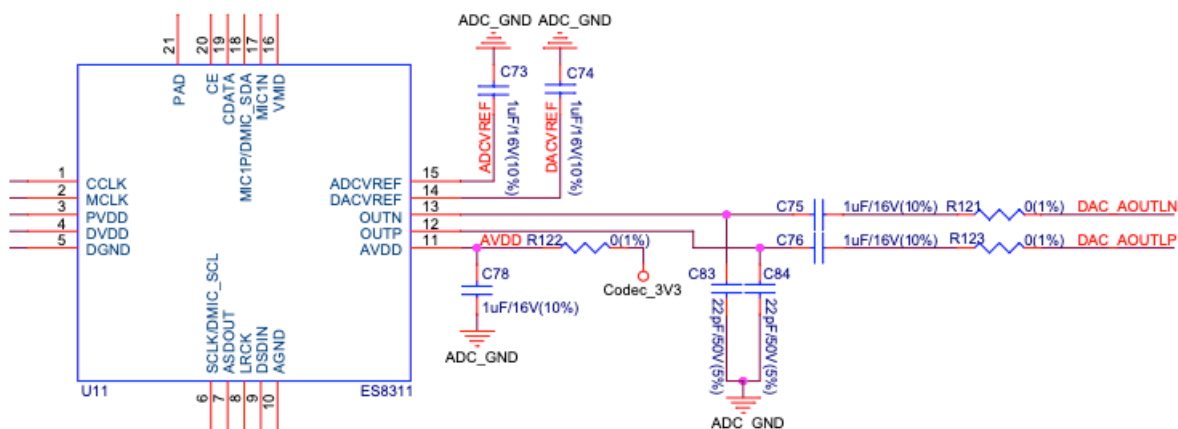 ADC_GND
ADC_GND
21
20
19
18
17
16
C73
C74
PAD
CE
CDATA
MIC1P/DMIC_SDA
MIC1N
VMID
ADCVREF
1uF/16V(10%)
DACVREF
1uF/16V(10%)
1
CCLK
ADCVREF
15
2
MCLK
DACVREF
14
3
PVDD
OUTN
13
C75
1uF/16V(10%)
R121
0(1%)
DAC_AOUTLN
4
DVDD
OUTP
12
5
DGND
AVDD
11
AVDD
R122
0(1%)
C76
1uF/16V(10%)
R123
0(1%)
DAC_AOUTLP
C78
1uF/16V(10%)
Codec_3V3
C83
C84
22pF/50V(5%)
22pF/50V(5%)
SCLK/DMIC_SCL
ASDOUT
LRCK
DSDIN
AGND
ADC_GND
U11
ES8311
6
7
8
9
10
ADC_GND